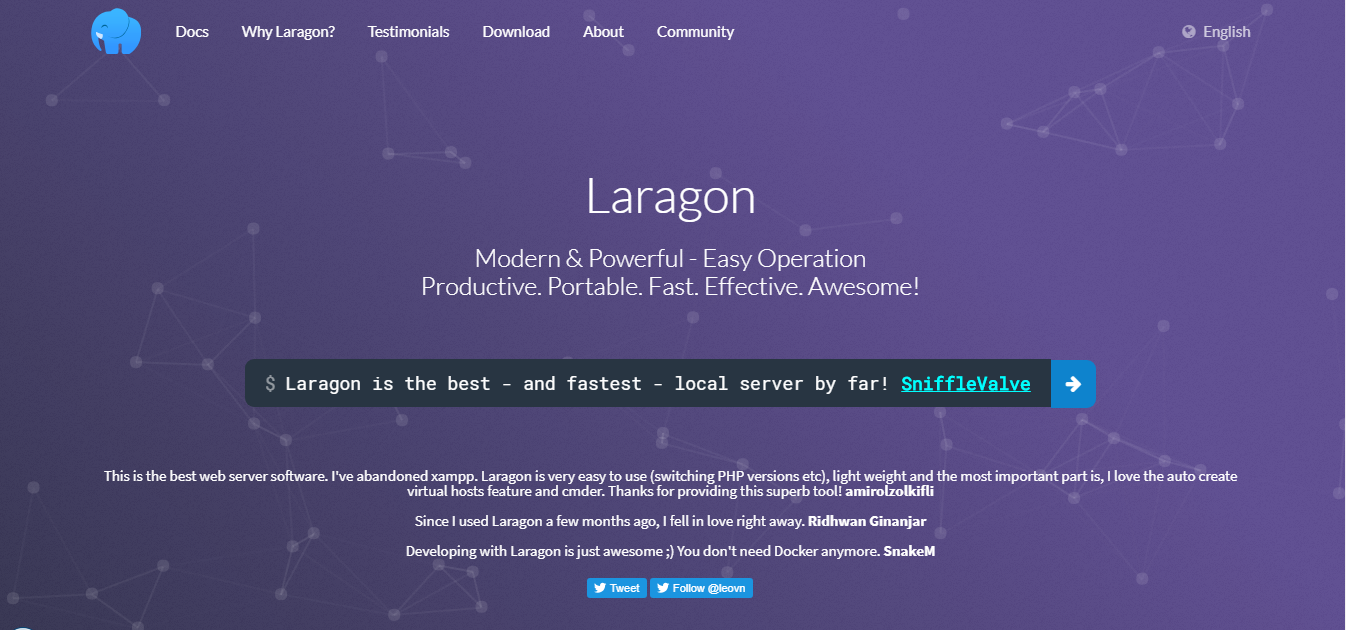 Docs Why Laragon? Testimonials Download About Community English
Laragon
Modern & Powerful - Easy Operation
Productive. Portable. Fast. Effective. Awesome!
$ Laragon is the best - and fastest - local server by far! SniffleValve
This is the best web server software. I've abandoned xampp. Laragon is very easy to use (switching PHP versions etc), light weight and the most important part is, I love the auto create
virtual hosts feature and cmder. Thanks for providing this superb tool! amirolzolkifli
Since I used Laragon a few months ago, I fell in love right away. Ridhwan Ginanjar
Developing with Laragon is just awesome ;) You don't need Docker anymore. SnakeM
Tweet Follow @leovn